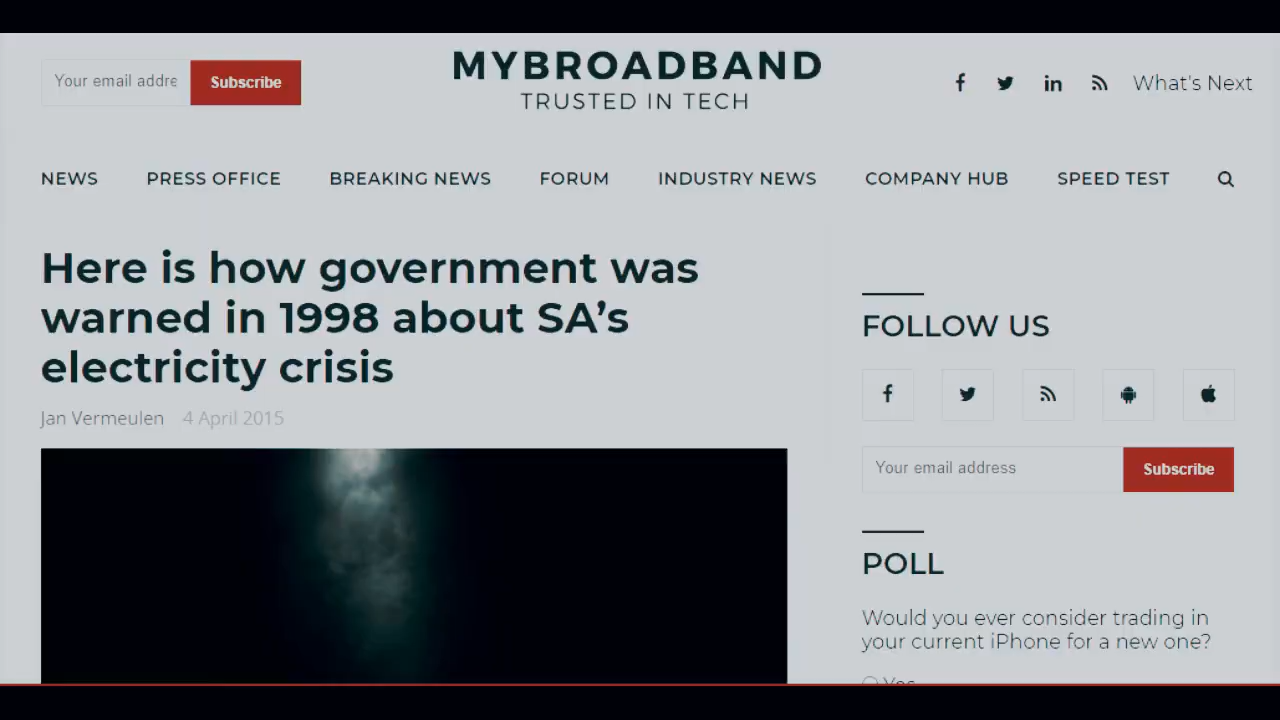 Your email addre
Subscribe
MYBROADBAND
TRUSTED IN TECH
What's Next
NEWS
PRESS OFFICE
BREAKING NEWS
FORUM
INDUSTRY NEWS
COMPANY HUB
SPEED TEST
Here is how government was
warned in 1998 about SA’s
electricity crisis
Jan Vermeulen 4 April 2015
FOLLOW US
Your email address
Subscribe
POLL
Would you ever consider trading in
your current iPhone for a new one?
Yes